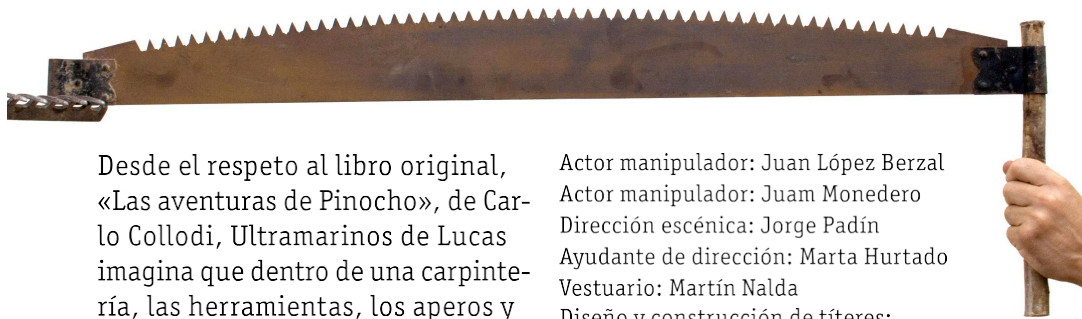 Desde el respeto al libro original,
«Las aventuras de Pinocho», de Car-
lo Collodi, Ultramarinos de Lucas
imagina que dentro de una carpinte-
ría, las herramientas, los aperos y
Actor manipulador: Juan López Berzal
Actor manipulador: Juam Monedero
Dirección escénica: Jorge Padín
Ayudante de dirección: Marta Hurtado
Vestuario: Martín Nalda
Diseño y construcción de títeres: